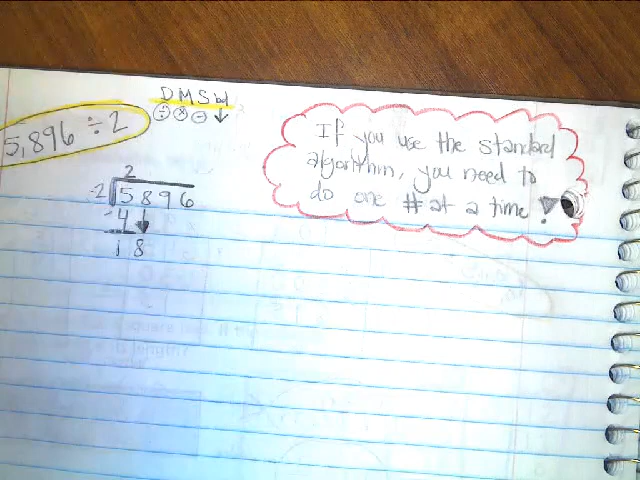 DMSbd
÷ × - ↓
5,896 ÷ 2
If you use the standard
algorithm, you need to
do one # at a time!
2
2 5896
-4
18